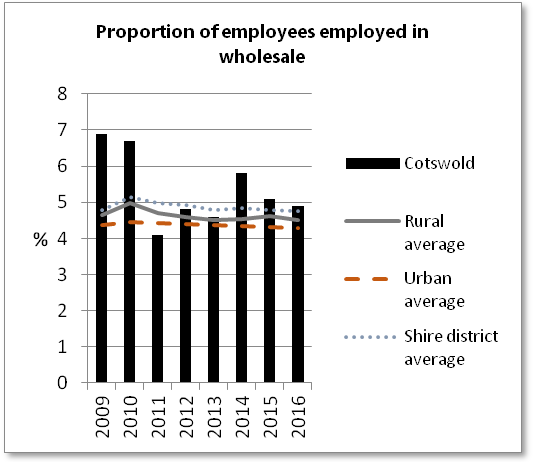 Proportion of employees employed in
wholesale
8
7
6
5
4
3
2
1
0
%
2009
2010
2011
2012
2013
2014
2015
2016
Cotswold
Rural
average
Urban
average
Shire district
average